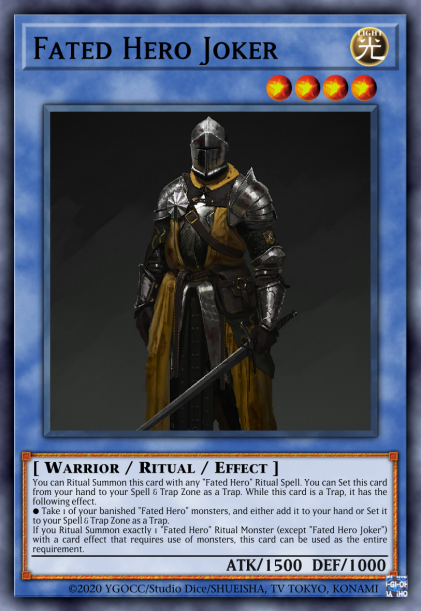 Fated Hero Joker
LIGHT
光
[ Warrior / Ritual / Effect ]
You can Ritual Summon this card with any "Fated Hero" Ritual Spell. You can Set this card
from your hand to your Spell & Trap Zone as a Trap. While this card is a Trap, it has the
following effect.
● Take 1 of your banished "Fated Hero" monsters, and either add it to your hand or Set it
to your Spell & Trap Zone as a Trap.
If you Ritual Summon exactly 1 "Fated Hero" Ritual Monster (except "Fated Hero Joker")
with a card effect that requires use of monsters, this card can be used as the entire
requirement.
ATK/1500 DEF/1000
©2020 YGOCC/Studio Dice/SHUEISHA, TV TOKYO, KONAMI